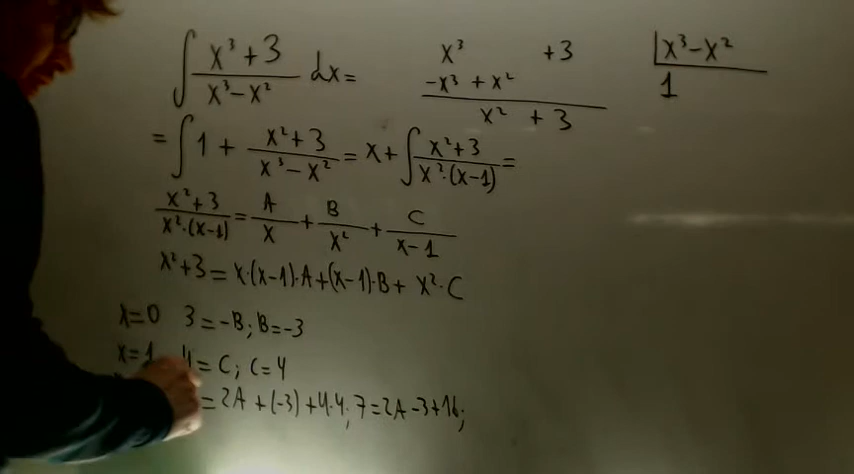 ∫ (x³+3)/(x³−x²) dx =
x³ +3 |x³−x²
−x³ + x² 1
x² + 3
= ∫ 1 + (x²+3)/(x³−x²) = x + ∫ (x²+3)/(x²·(x−1)) =
(x²+3)/(x²·(x−1)) = A/x + B/x² + C/(x−1)
x²+3 = x·(x−1)·A+(x−1)·B+ x²·C
x=0 3 = −B; B=−3
x=1 4 = C; C=4
= 2A +(−3)+4·4; 7=2A −3+16;